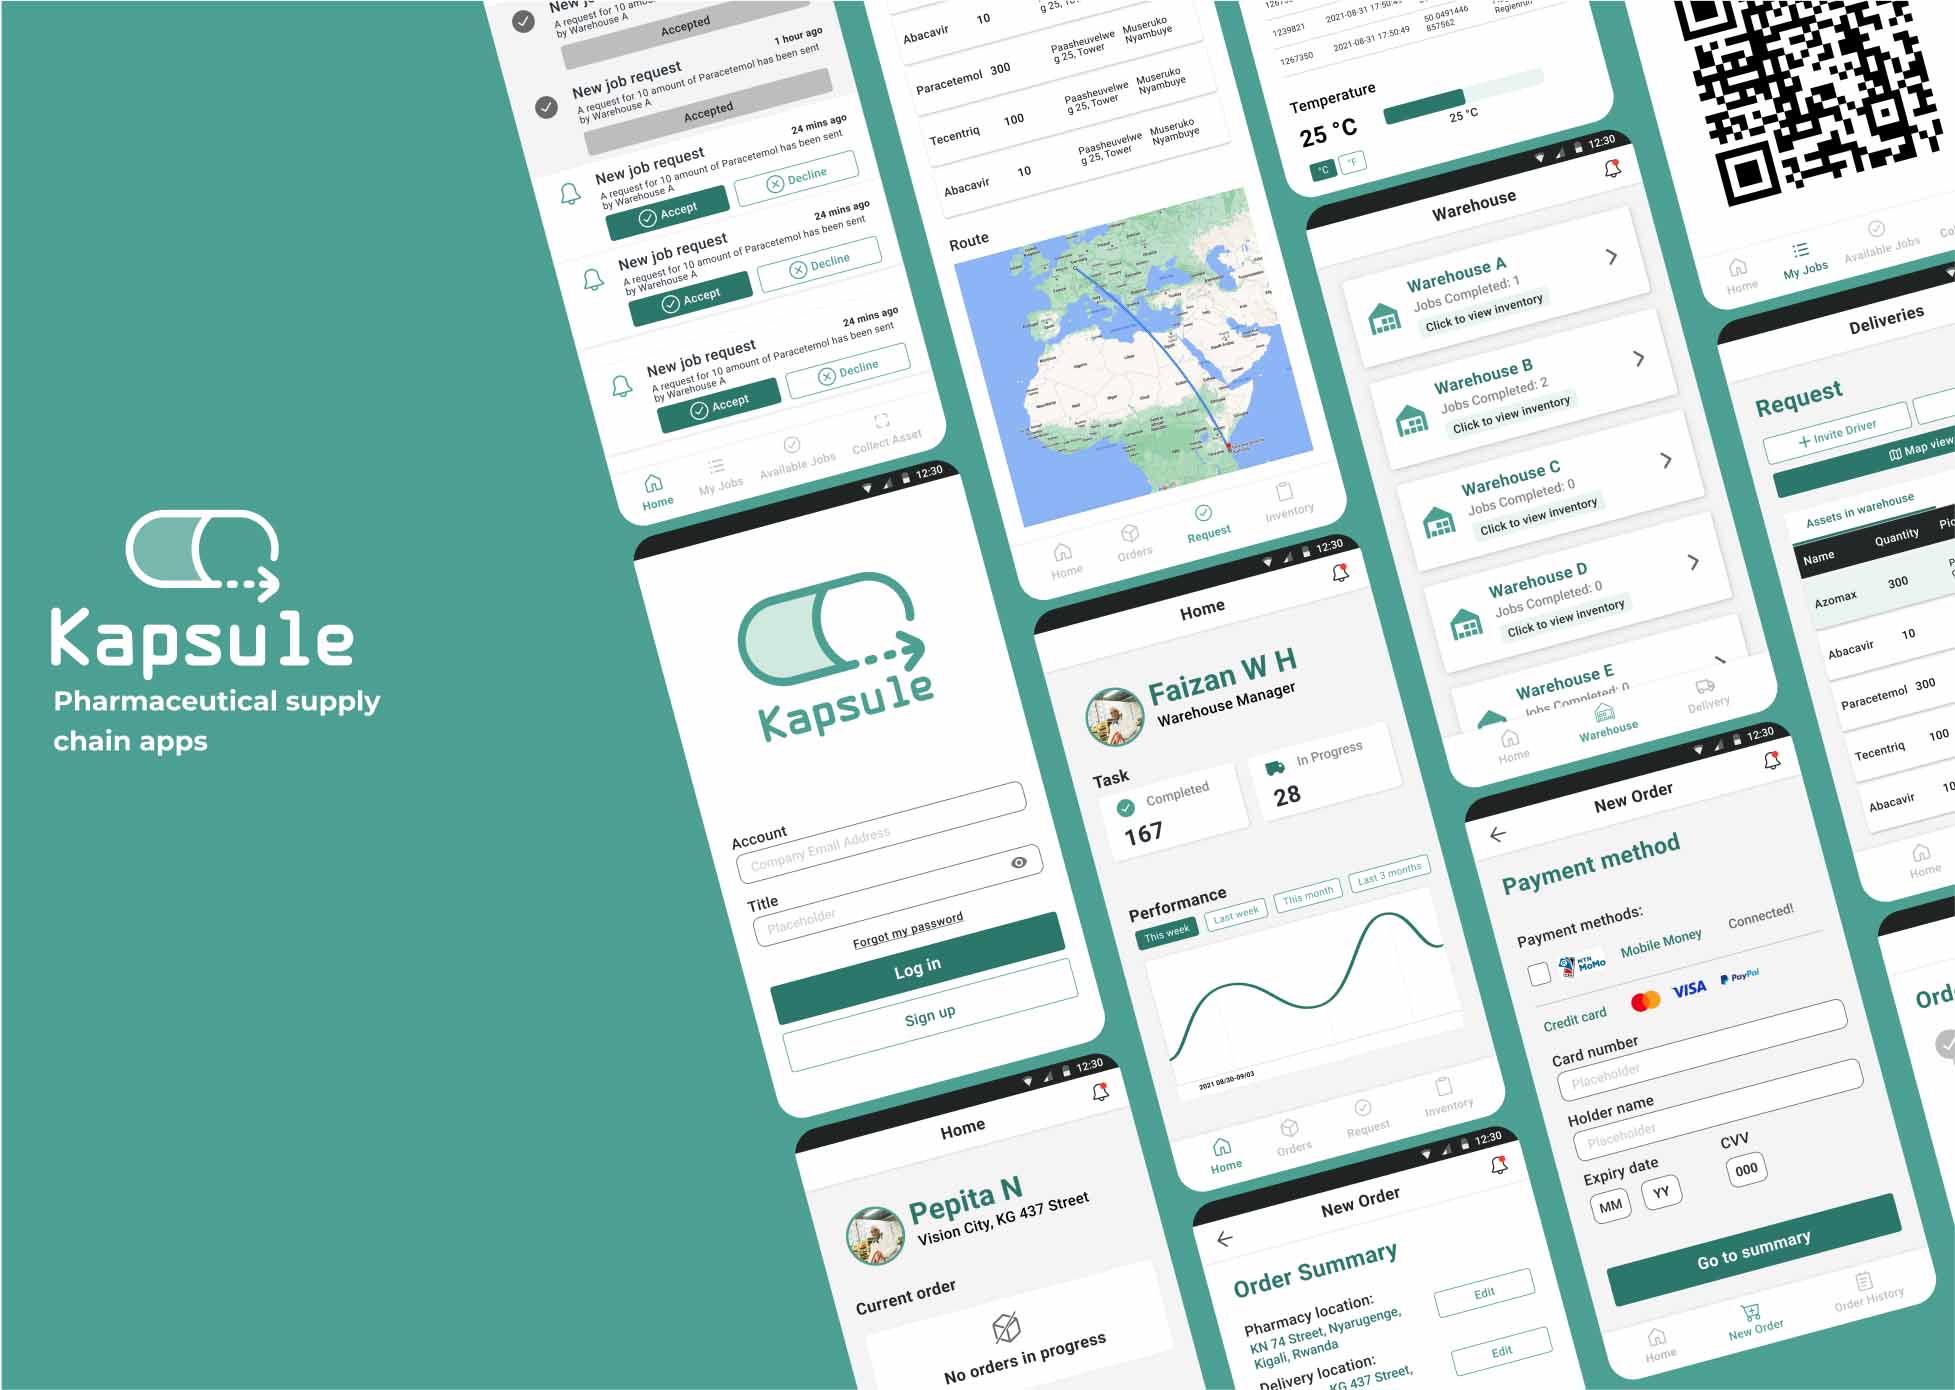 Kapsule
Pharmaceutical supply
chain apps
New j
A request for 10 amoun
by Warehouse A
Accepted
1 hour ago
New job request
A request for 10 amount of Paracetemol has been sent
by Warehouse A
Accepted
24 mins ago
New job request
A request for 10 amount of Paracetemol has been sent
by Warehouse A
Accept
Decline
24 mins ago
New job request
A request for 10 amount of Paracetemol has been sent
by Warehouse A
Accept
Decline
24 mins ago
New job request
A request for 10 amount of Paracetemol has been sent
by Warehouse A
Accept
Decline
Home
My Jobs
Available Jobs
Collect Asset
12:30
Kapsule
Account
Company Email Address
Title
Placeholder
Forgot my password
Log in
Sign up
12:30
Home
Pepita N
Vision City, KG 437 Street
Current order
No orders in progress
Abacavir 10
Paasheuvelwe
g 25, Tower
Museruko
Nyambuye
Paracetemol 300
Paasheuvelwe
g 25, Tower
Museruko
Nyambuye
Tecentriq 100
Paasheuvelwe
g 25, Tower
Museruko
Nyambuye
Abacavir 10
Paasheuvelwe
g 25, Tower
Museruko
Nyambuye
Route
Home
Orders
Request
Inventory
12:30
Home
Faizan W H
Warehouse Manager
Task
Completed
167
In Progress
28
Performance
This week
Last week
This month
Last 3 months
2021 08/30-09/03
Home
Orders
Request
Inventory
12:30
New Order
Order Summary
Pharmacy location:
KN 74 Street, Nyarugenge,
Kigali, Rwanda
Edit
Delivery location:
KG 437 Street,
Edit
1239821 2021-08-31 17:50:49 50.0491446
857562
1267350 2021-08-31 17:50:49
Temperature
25 °C
25 °C
°C
°F
12:30
Warehouse
Warehouse A
Jobs Completed: 1
Click to view inventory
Warehouse B
Jobs Completed: 2
Click to view inventory
Warehouse C
Jobs Completed: 0
Click to view inventory
Warehouse D
Jobs Completed: 0
Click to view inventory
Warehouse E
Jobs Completed: 0
Home
Warehouse
Delivery
12:30
New Order
Payment method
Payment methods:
MTN
MoMo
Mobile Money
Connected!
Credit card
VISA
PayPal
Card number
Placeholder
Holder name
Placeholder
Expiry date
CVV
MM
YY
000
Go to summary
Home
New Order
Order History
Home
My Jobs
Available Jobs
Co
Deliveries
Request
+ Invite Driver
Map view
Assets in warehouse
Name Quantity Pic
Azomax 300
Abacavir 10
Paracetemol 300
Tecentriq 100
Abacavir 10
Home
Orde